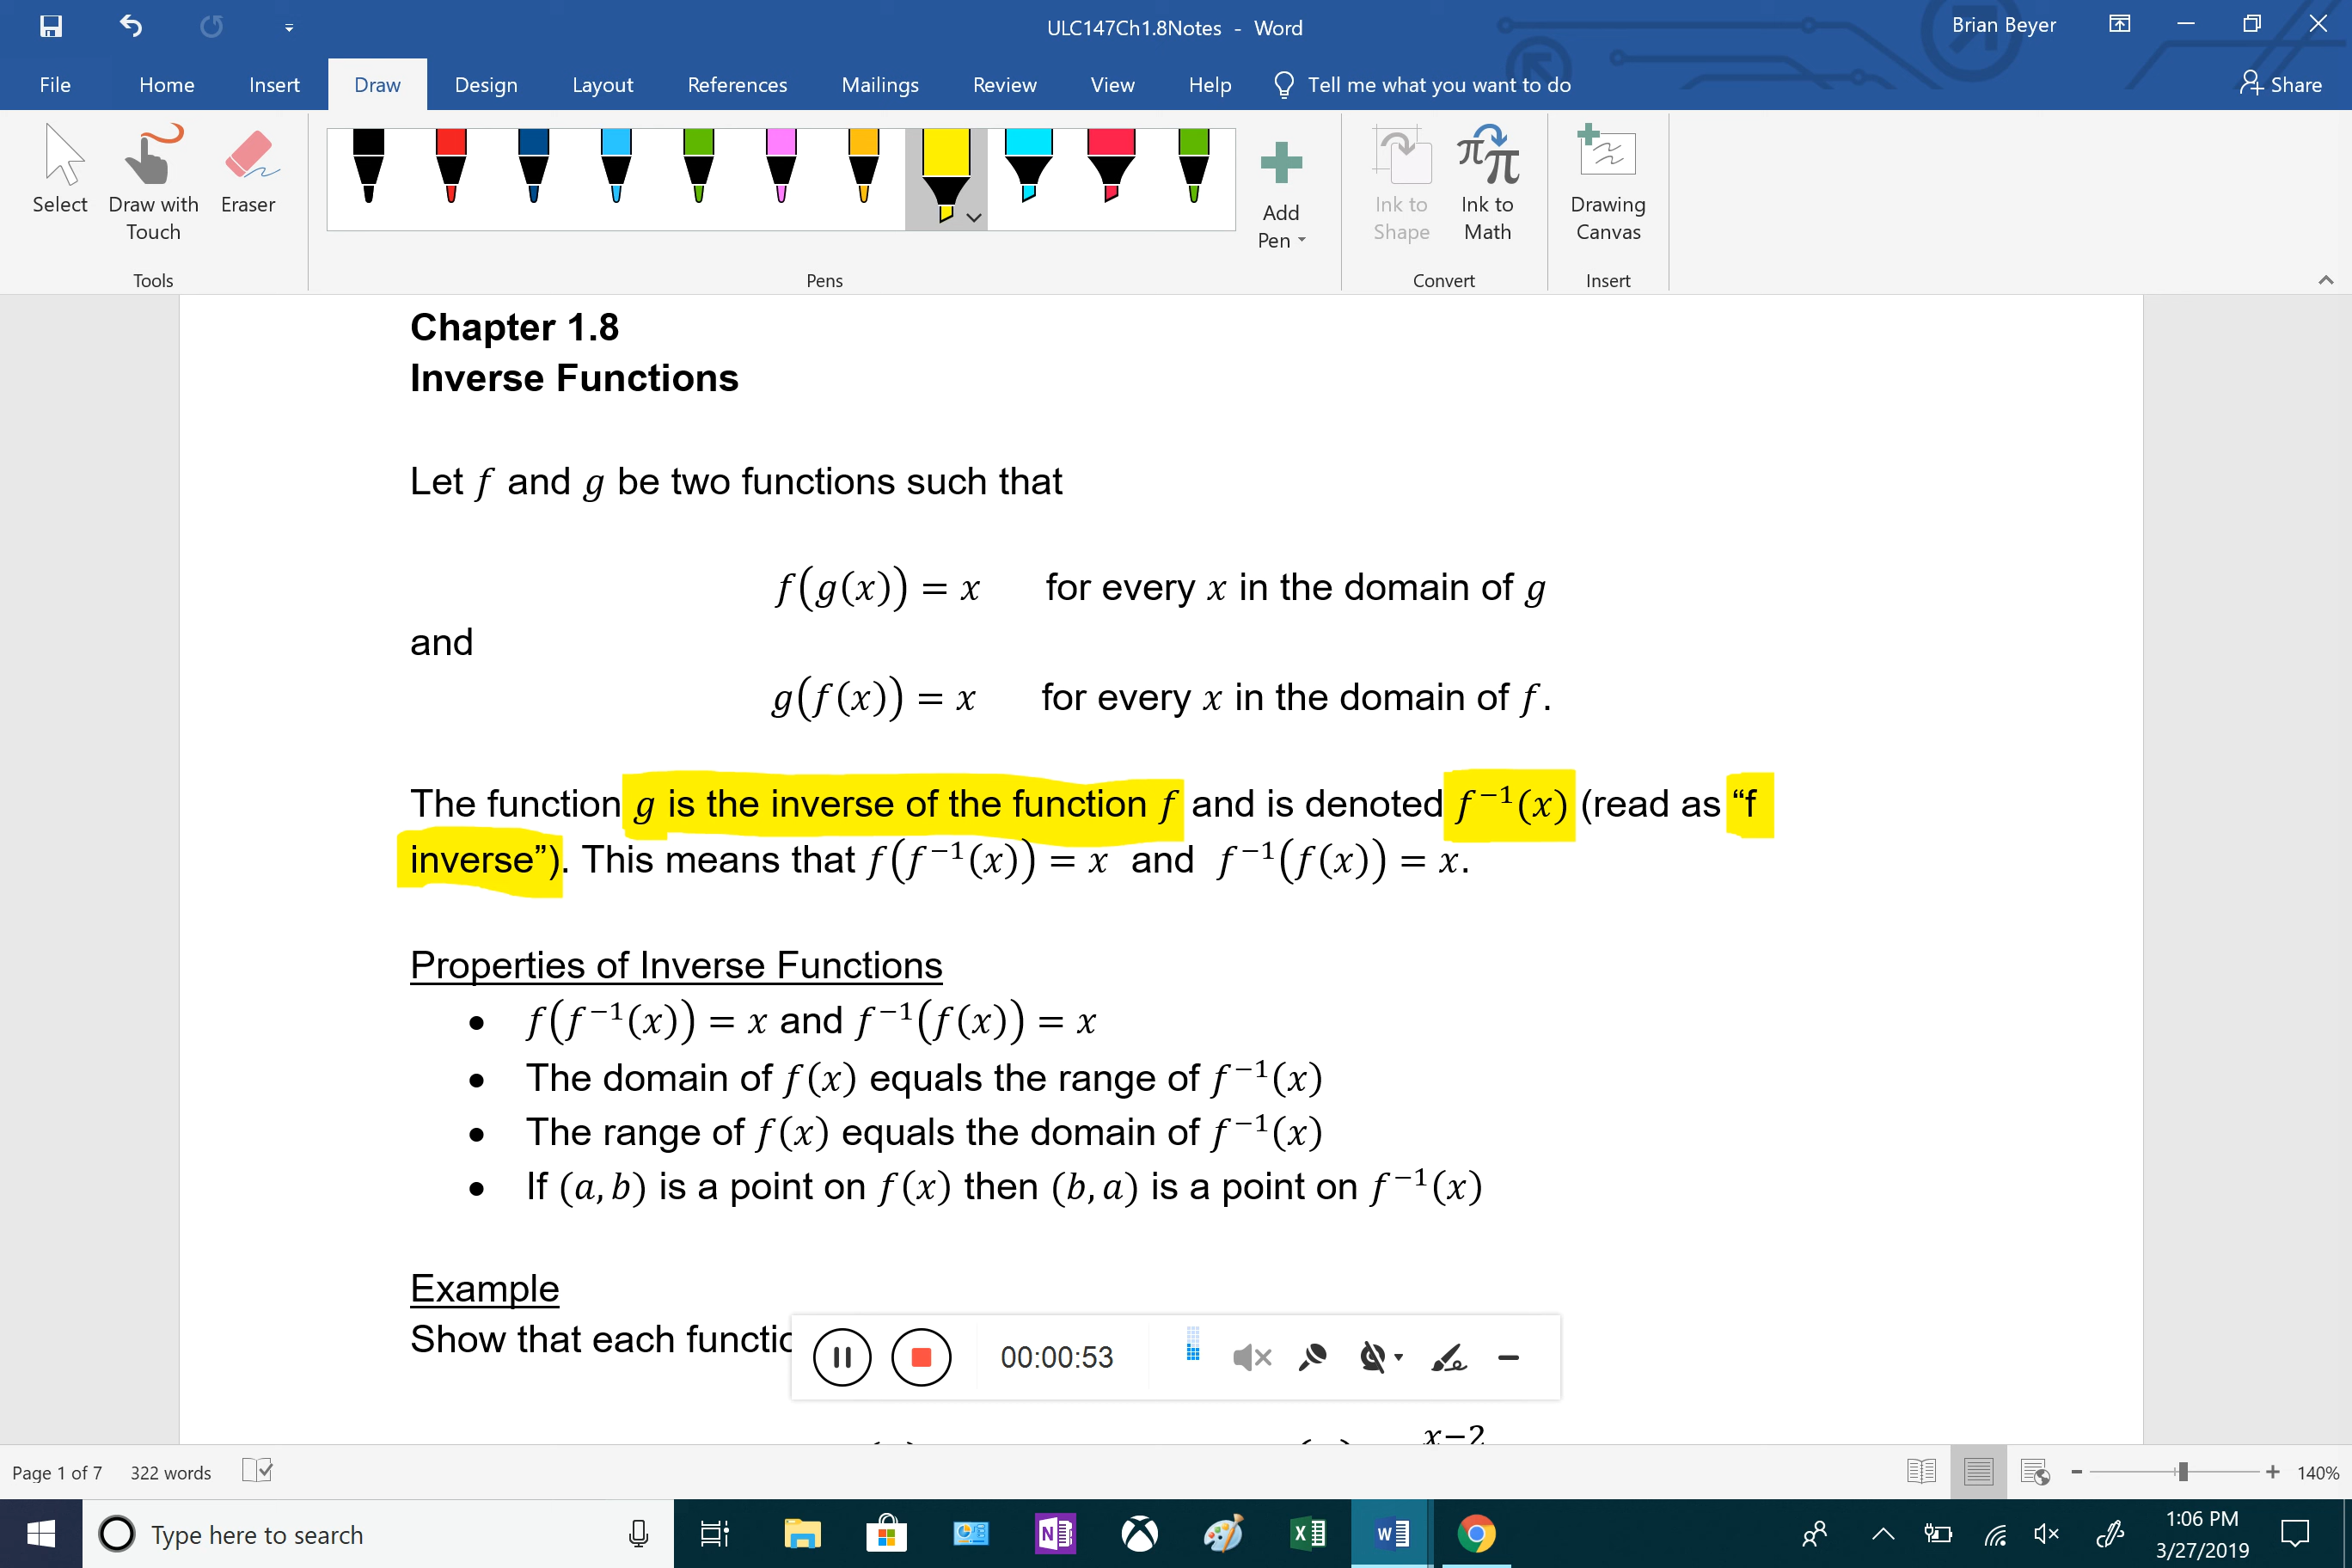 ULC147Ch1.8Notes - Word
Brian Beyer
File Home Insert Draw Design Layout References Mailings Review View Help Tell me what you want to do Share
Select Draw with Touch Eraser
Add Pen
Ink to Shape
Ink to Math
Drawing Canvas
Tools Pens Convert Insert
Chapter 1.8
Inverse Functions
Let f and g be two functions such that
f(g(x)) = x for every x in the domain of g
and
g(f(x)) = x for every x in the domain of f.
The function g is the inverse of the function f and is denoted f⁻¹(x) (read as “f
inverse”). This means that f(f⁻¹(x)) = x and f⁻¹(f(x)) = x.
Properties of Inverse Functions
• f(f⁻¹(x)) = x and f⁻¹(f(x)) = x
• The domain of f(x) equals the range of f⁻¹(x)
• The range of f(x) equals the domain of f⁻¹(x)
• If (a, b) is a point on f(x) then (b, a) is a point on f⁻¹(x)
Example
Show that each
00:00:53
x−2
Page 1 of 7 322 words
140%
Type here to search
1:06 PM
3/27/2019